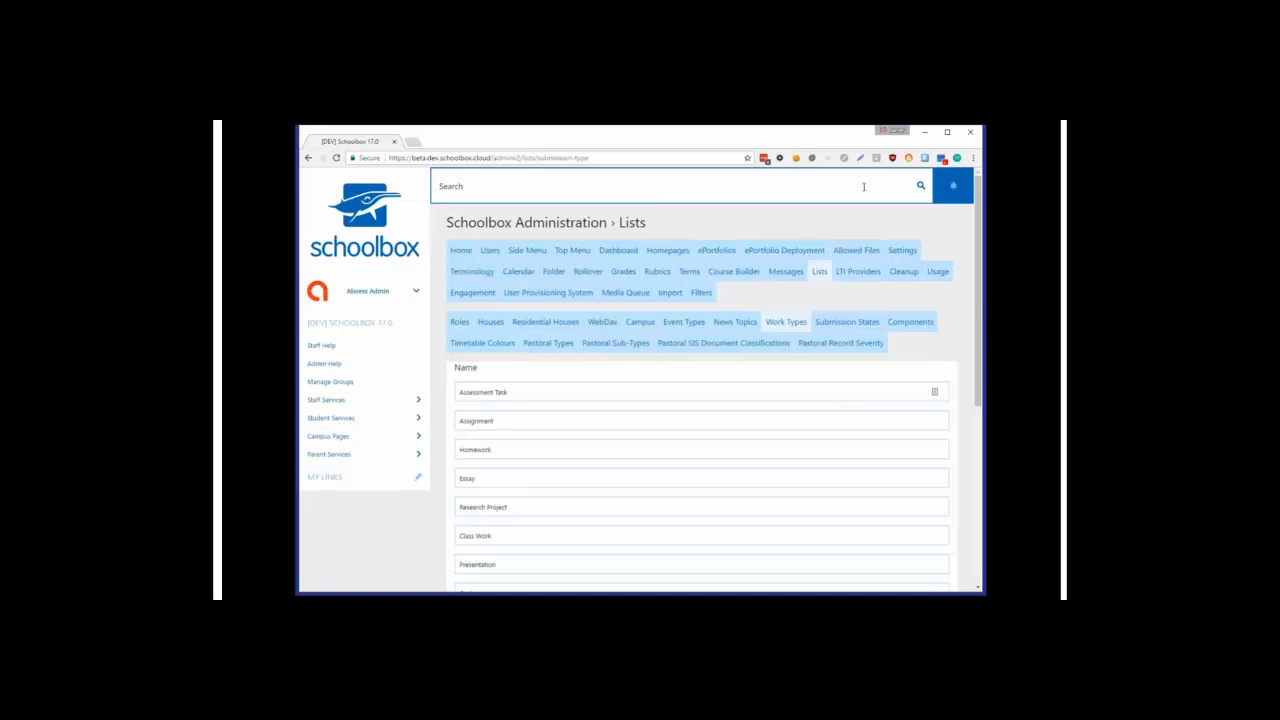 [DEV] Schoolbox 17.0
Secure https://beta.dev.schoolbox.cloud/adminv2/lists/submission-type
Search
schoolbox
Schoolbox Administration › Lists
Home Users Side Menu Top Menu Dashboard Homepages ePortfolios ePortfolio Deployment Allowed Files Settings
Terminology Calendar Folder Rollover Grades Rubrics Terms Course Builder Messages Lists LTI Providers Cleanup Usage
Engagement User Provisioning System Media Queue Import Filters
Roles Houses Residential Houses WebDav Campus Event Types News Topics Work Types Submission States Components
Timetable Colours Pastoral Types Pastoral Sub-Types Pastoral SIS Document Classifications Pastoral Record Severity
Alaress Admin
[DEV] SCHOOLBOX 17.0
Staff Help
Admin Help
Manage Groups
Staff Services
Student Services
Campus Pages
Parent Services
MY LINKS
Name
Assessment Task
Assignment
Homework
Essay
Research Project
Class Work
Presentation